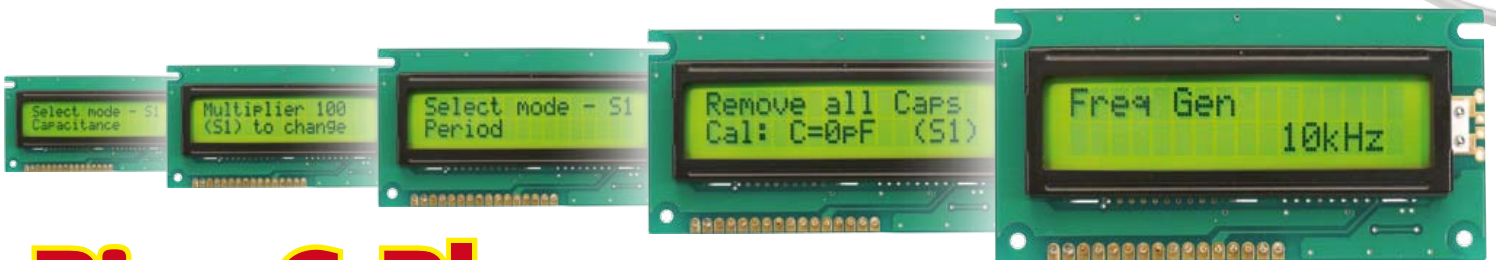 Select mode - S1
Capacitance
Multiplier 100
(S1) to change
Select mode - S1
Period
Remove all Caps
Cal: C=0pF (S1)
Freq Gen
10kHz